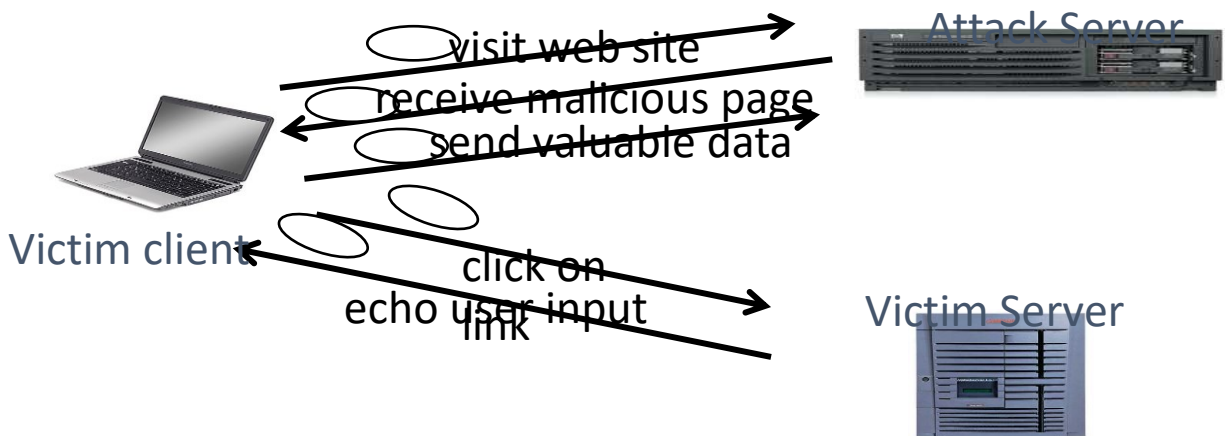 Attack Server
visit web site
receive malicious page
send valuable data
Victim client
click on
echo user input
link
Victim Server